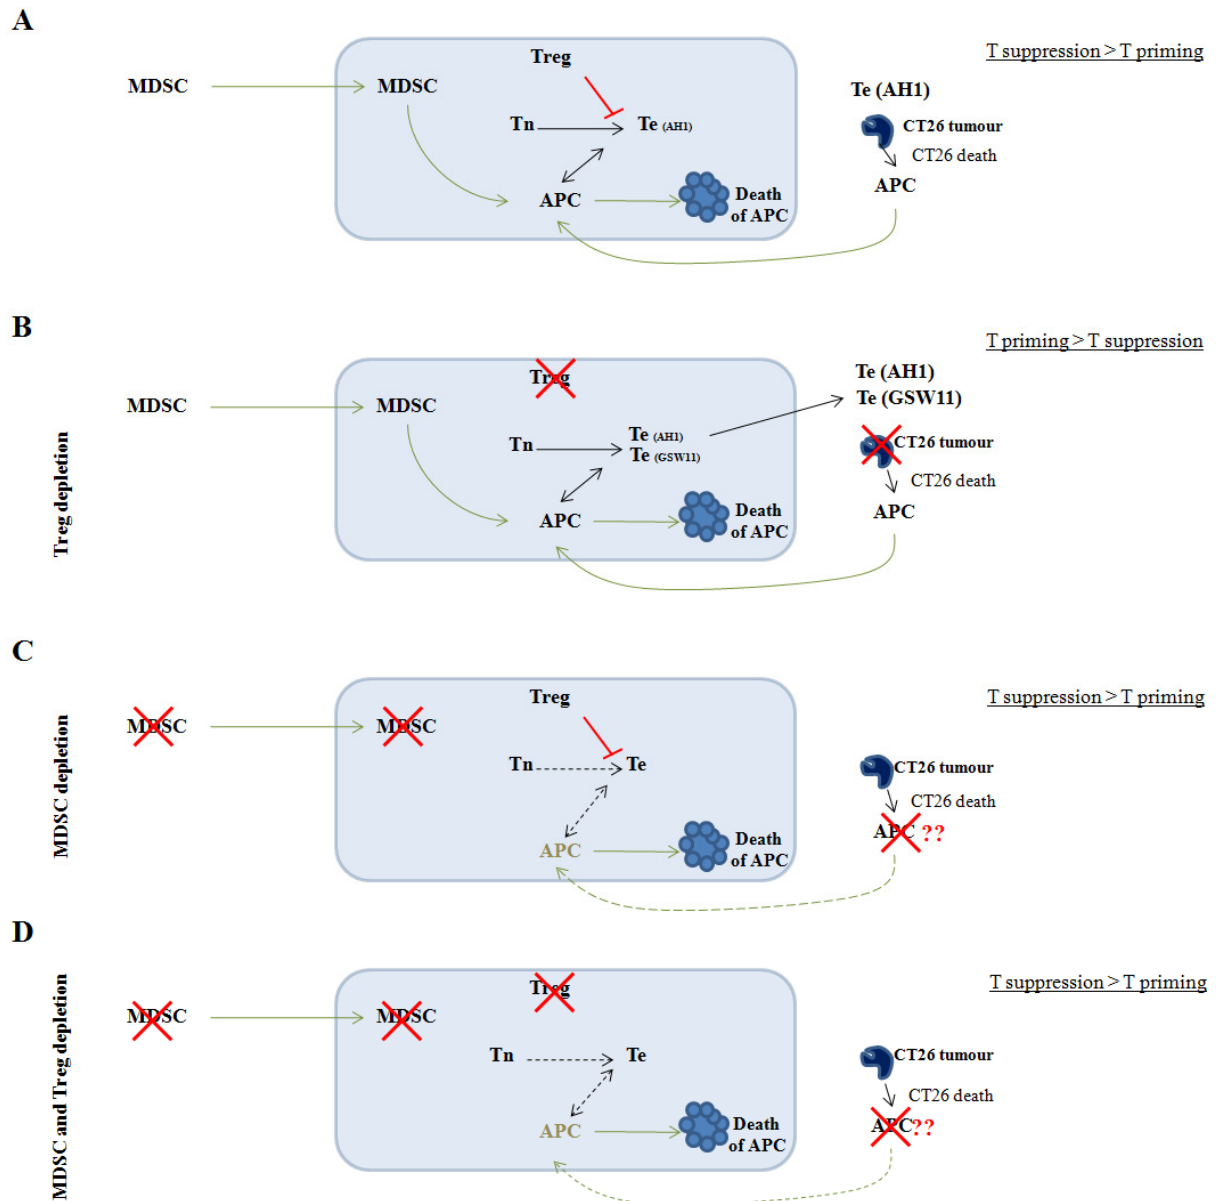 A
T suppression > T priming
Treg
MDSC
MDSC
Te (AH1)
Tn
Te (AH1)
CT26 tumour
CT26 death
APC
APC
Death
of APC
B
T priming > T suppression
Treg depletion
Treg
Te (AH1)
Te (GSW11)
MDSC
MDSC
Tn
Te (AH1)
Te (GSW11)
CT26 tumour
CT26 death
APC
APC
Death
of APC
C
T suppression > T priming
MDSC depletion
Treg
MDSC
MDSC
Tn
Te
CT26 tumour
CT26 death
APC ??
APC
Death
of APC
D
T suppression > T priming
MDSC and Treg depletion
Treg
MDSC
MDSC
Tn
Te
CT26 tumour
CT26 death
APC ??
APC
Death
of APC